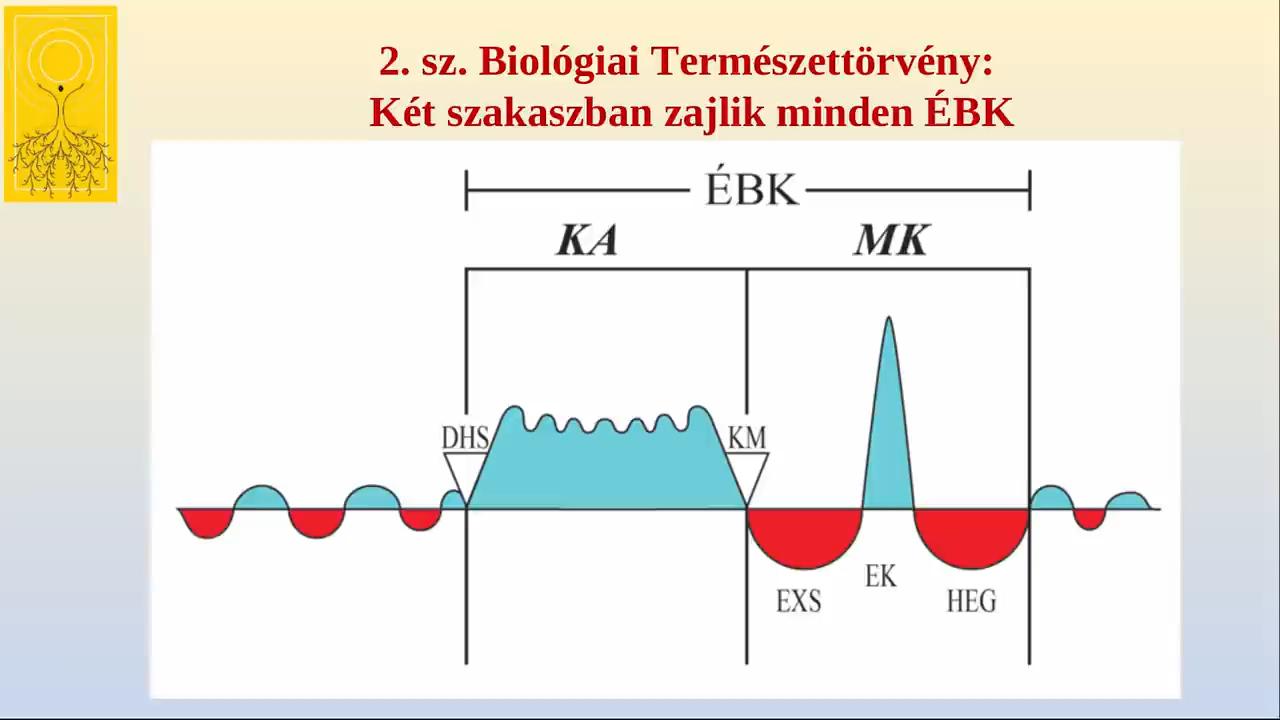 2. sz. Biológiai Természettörvény:
Két szakaszban zajlik minden ÉBK
ÉBK
KA MK
DHS KM
EK
EXS HEG